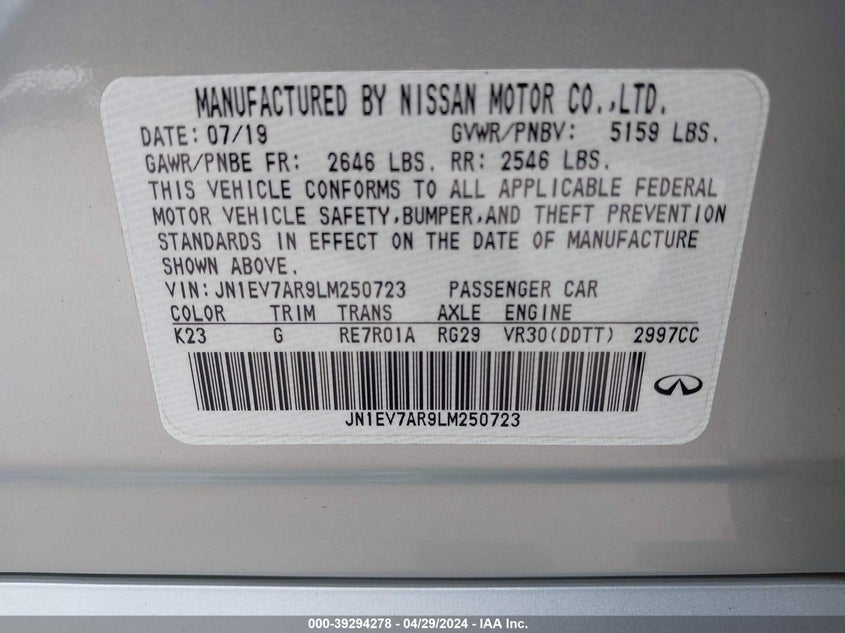 MANUFACTURED BY NISSAN MOTOR CO.,LTD.
DATE: 07/19 GVWR/PNBV: 5159 LBS.
GAWR/PNBE FR: 2646 LBS. RR: 2546 LBS.
THIS VEHICLE CONFORMS TO ALL APPLICABLE FEDERAL
MOTOR VEHICLE SAFETY,BUMPER,AND THEFT PREVENTION
STANDARDS IN EFFECT ON THE DATE OF MANUFACTURE
SHOWN ABOVE.
VIN:JN1EV7AR9LM250723 PASSENGER CAR
COLOR TRIM TRANS AXLE ENGINE
K23 G RE7R01A RG29 VR30(DDTT) 2997CC
JN1EV7AR9LM250723
000-39294278 - 04/29/2024 - IAA Inc.